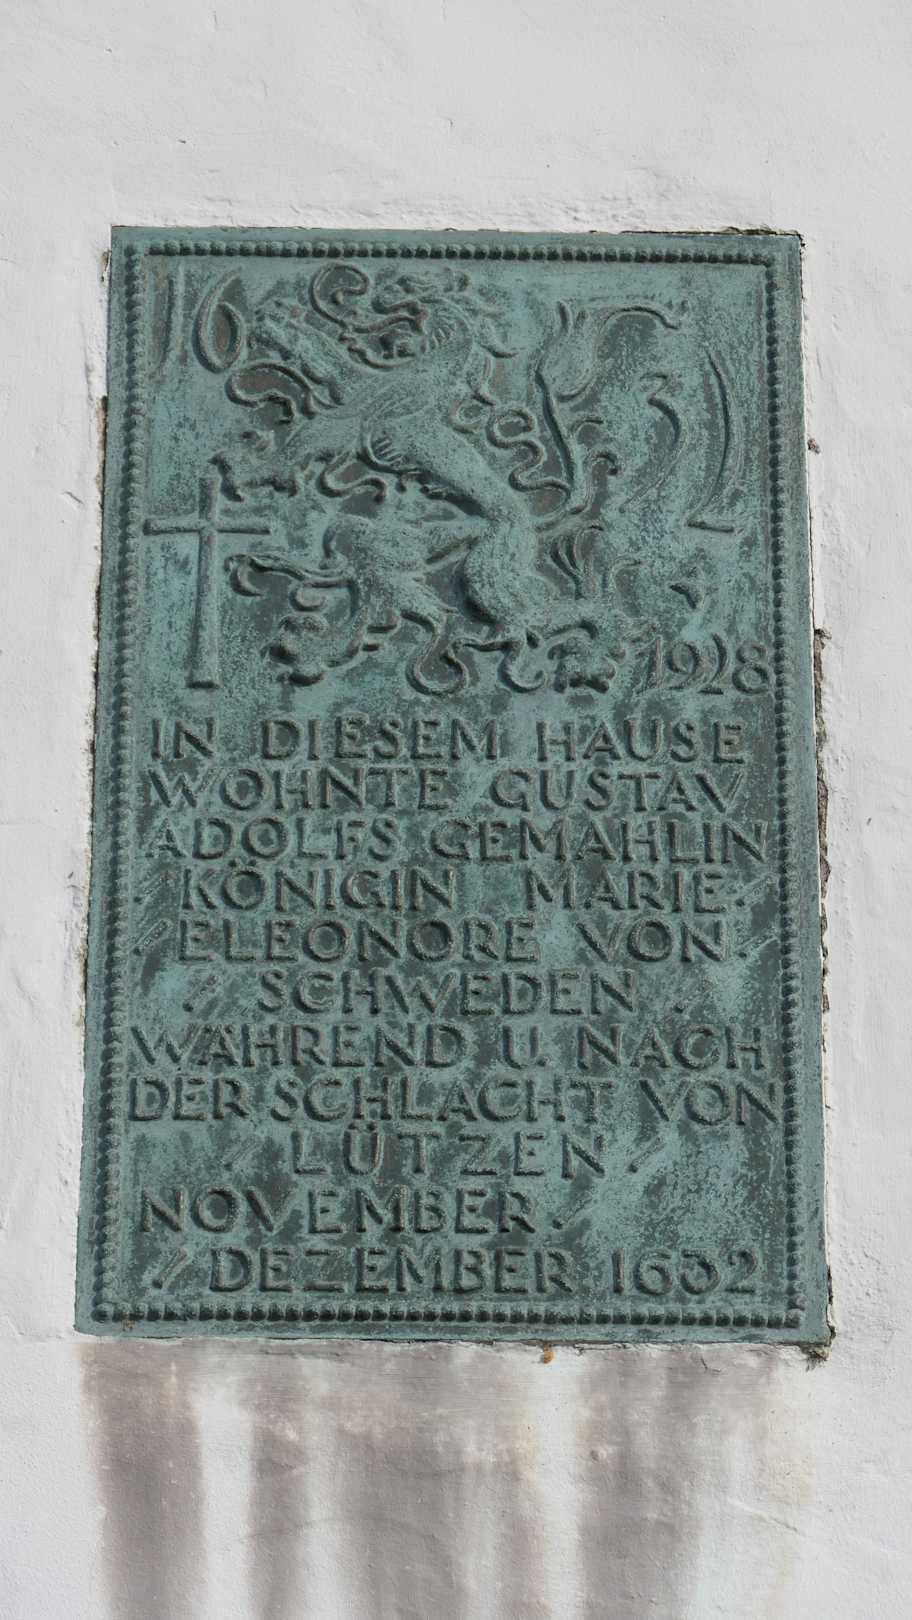 16 32
1928
IN DIESEM HAUSE
WOHNTE GUSTAV
ADOLFS GEMAHLIN
KÖNIGIN MARIE
ELEONORE VON
SCHWEDEN
WÄHREND U. NACH
DER SCHLACHT VON
LÜTZEN
NOVEMBER
DEZEMBER 1632